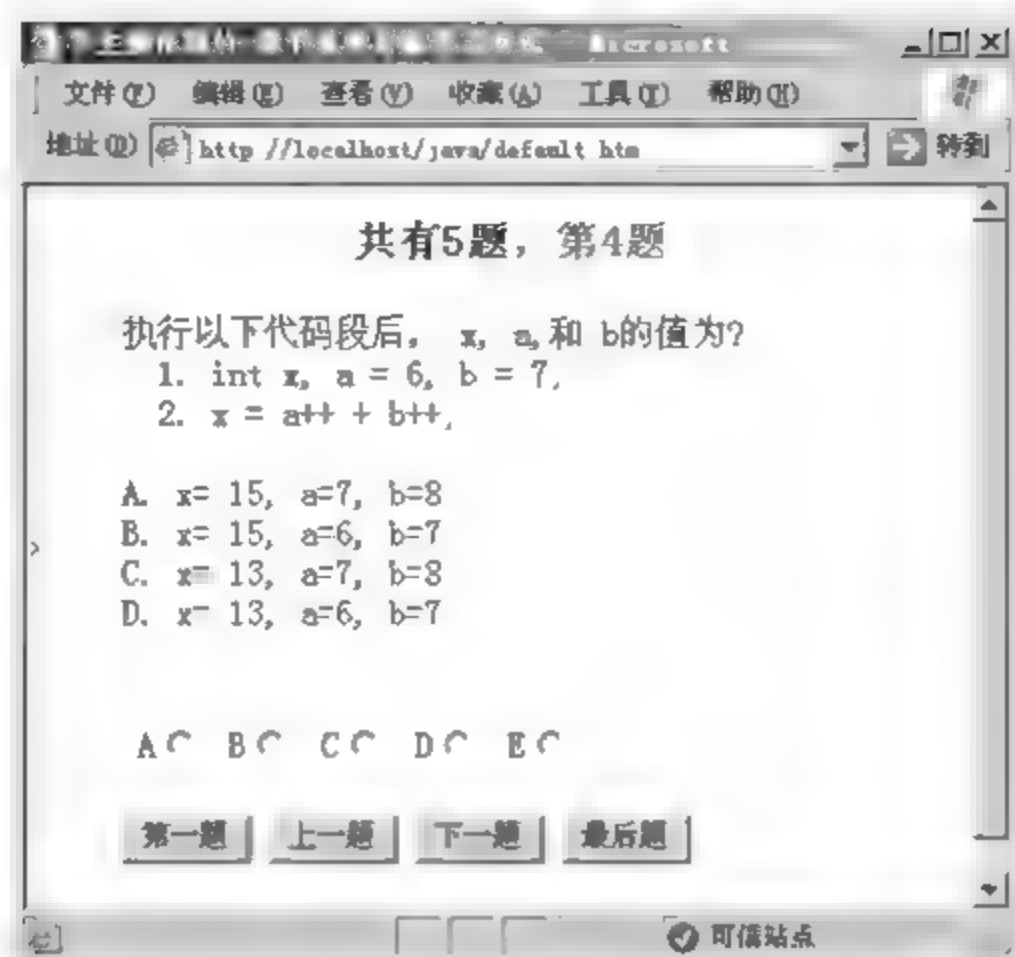 Microsoft
文件(F) 编辑(E) 查看(V) 收藏(A) 工具(T) 帮助(H)
地址(D) http //localhost/java/default htm 转到
共有5题, 第4题
执行以下代码段后, x, a,和 b的值为?
1. int x, a = 6, b = 7,
2. x = a++ + b++,
A. x= 15, a=7, b=8
B. x= 15, a=6, b=7
C. x= 13, a=7, b=8
D. x= 13, a=6, b=7
A B C D E
第一题 上一题 下一题 最后题
可信站点